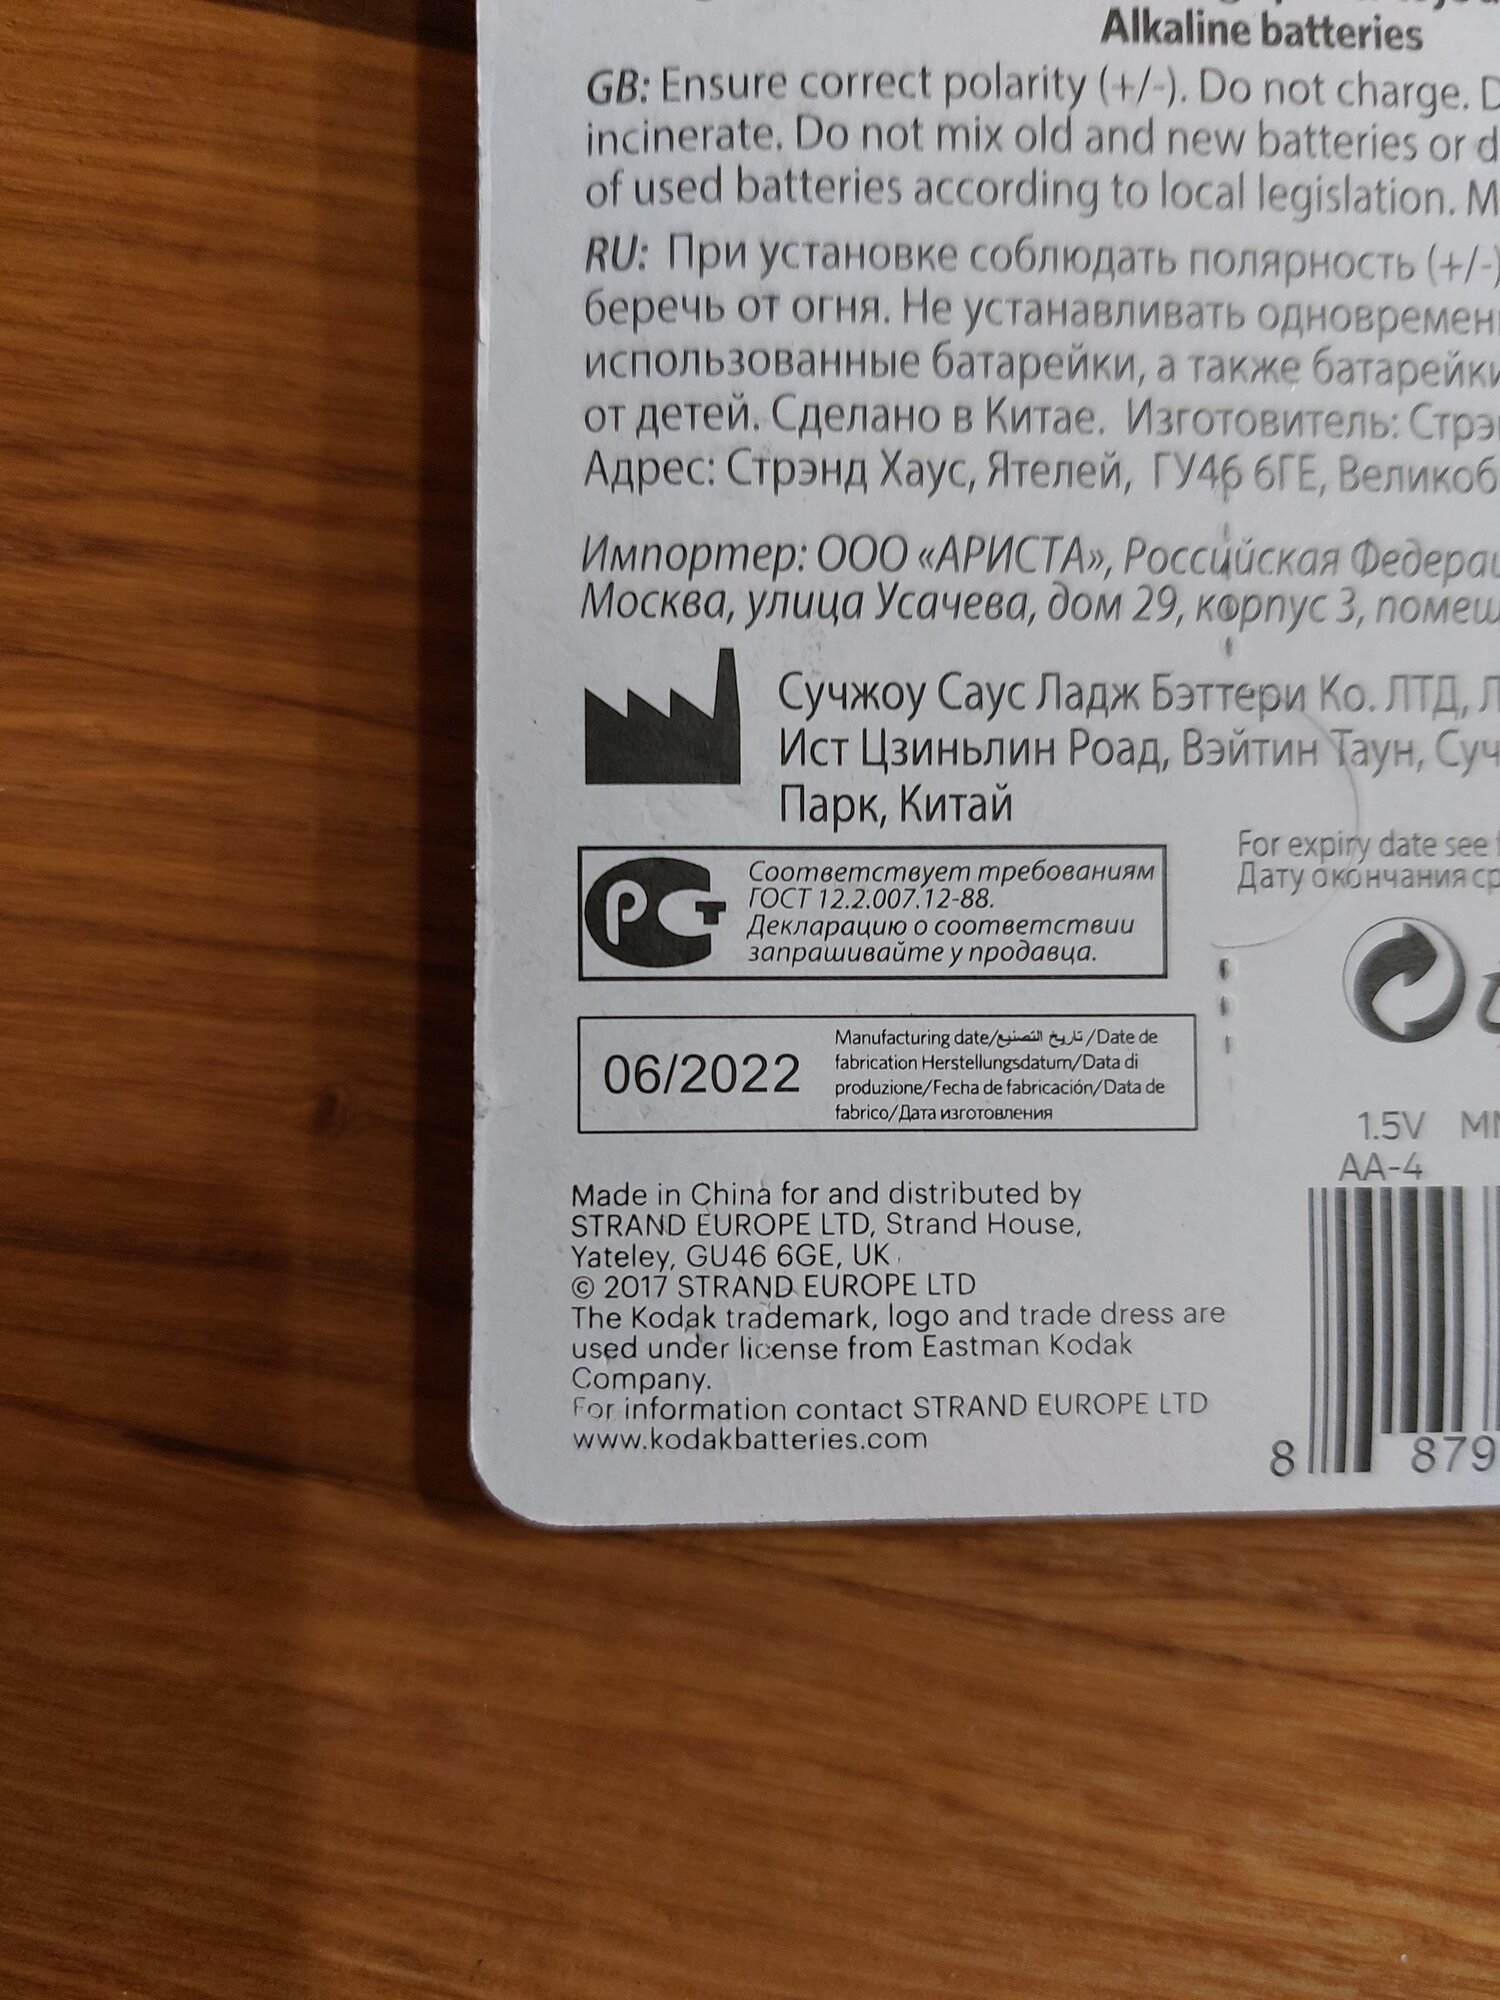 Alkaline batteries
GB: Ensure correct polarity (+/-). Do not charge.
incinerate. Do not mix old and new batteries or
of used batteries according to local legislation.
RU: При установке соблюдать полярность (+/-)
беречь от огня. Не устанавливать
использованные батарейки, а также батарейки
от детей. Сделано в Китае. Изготовитель:
Адрес: Стрэнд Хаус, Ятелей, ГУ46 6ГЕ,
Импортер: ООО «АРИСТА», Российская
Москва, улица Усачева, дом 29, корпус 3,
Сучжоу Саус Ладж Бэттери Ко. ЛТД,
Ист Цзиньлин Роад, Вэйтин Таун,
Парк, Китай
For expiry date see
Дату окончания
РСТ
Соответствует требованиям
ГОСТ 12.2.007.12-88.
Декларацию о соответствии
запрашивайте у продавца.
06/2022
Manufacturing date/تاريخ التصنيع/Date de
fabrication Herstellungsdatum/Data di
produzione/Fecha de fabricación/Data de
fabrico/Дата изготовления
1.5V
AA-4
Made in China for and distributed by
STRAND EUROPE LTD, Strand House,
Yateley, GU46 6GE, UK
© 2017 STRAND EUROPE LTD
The Kodak trademark, logo and trade dress are
used under license from Eastman Kodak
Company.
For information contact STRAND EUROPE LTD
www.kodakbatteries.com
8 879